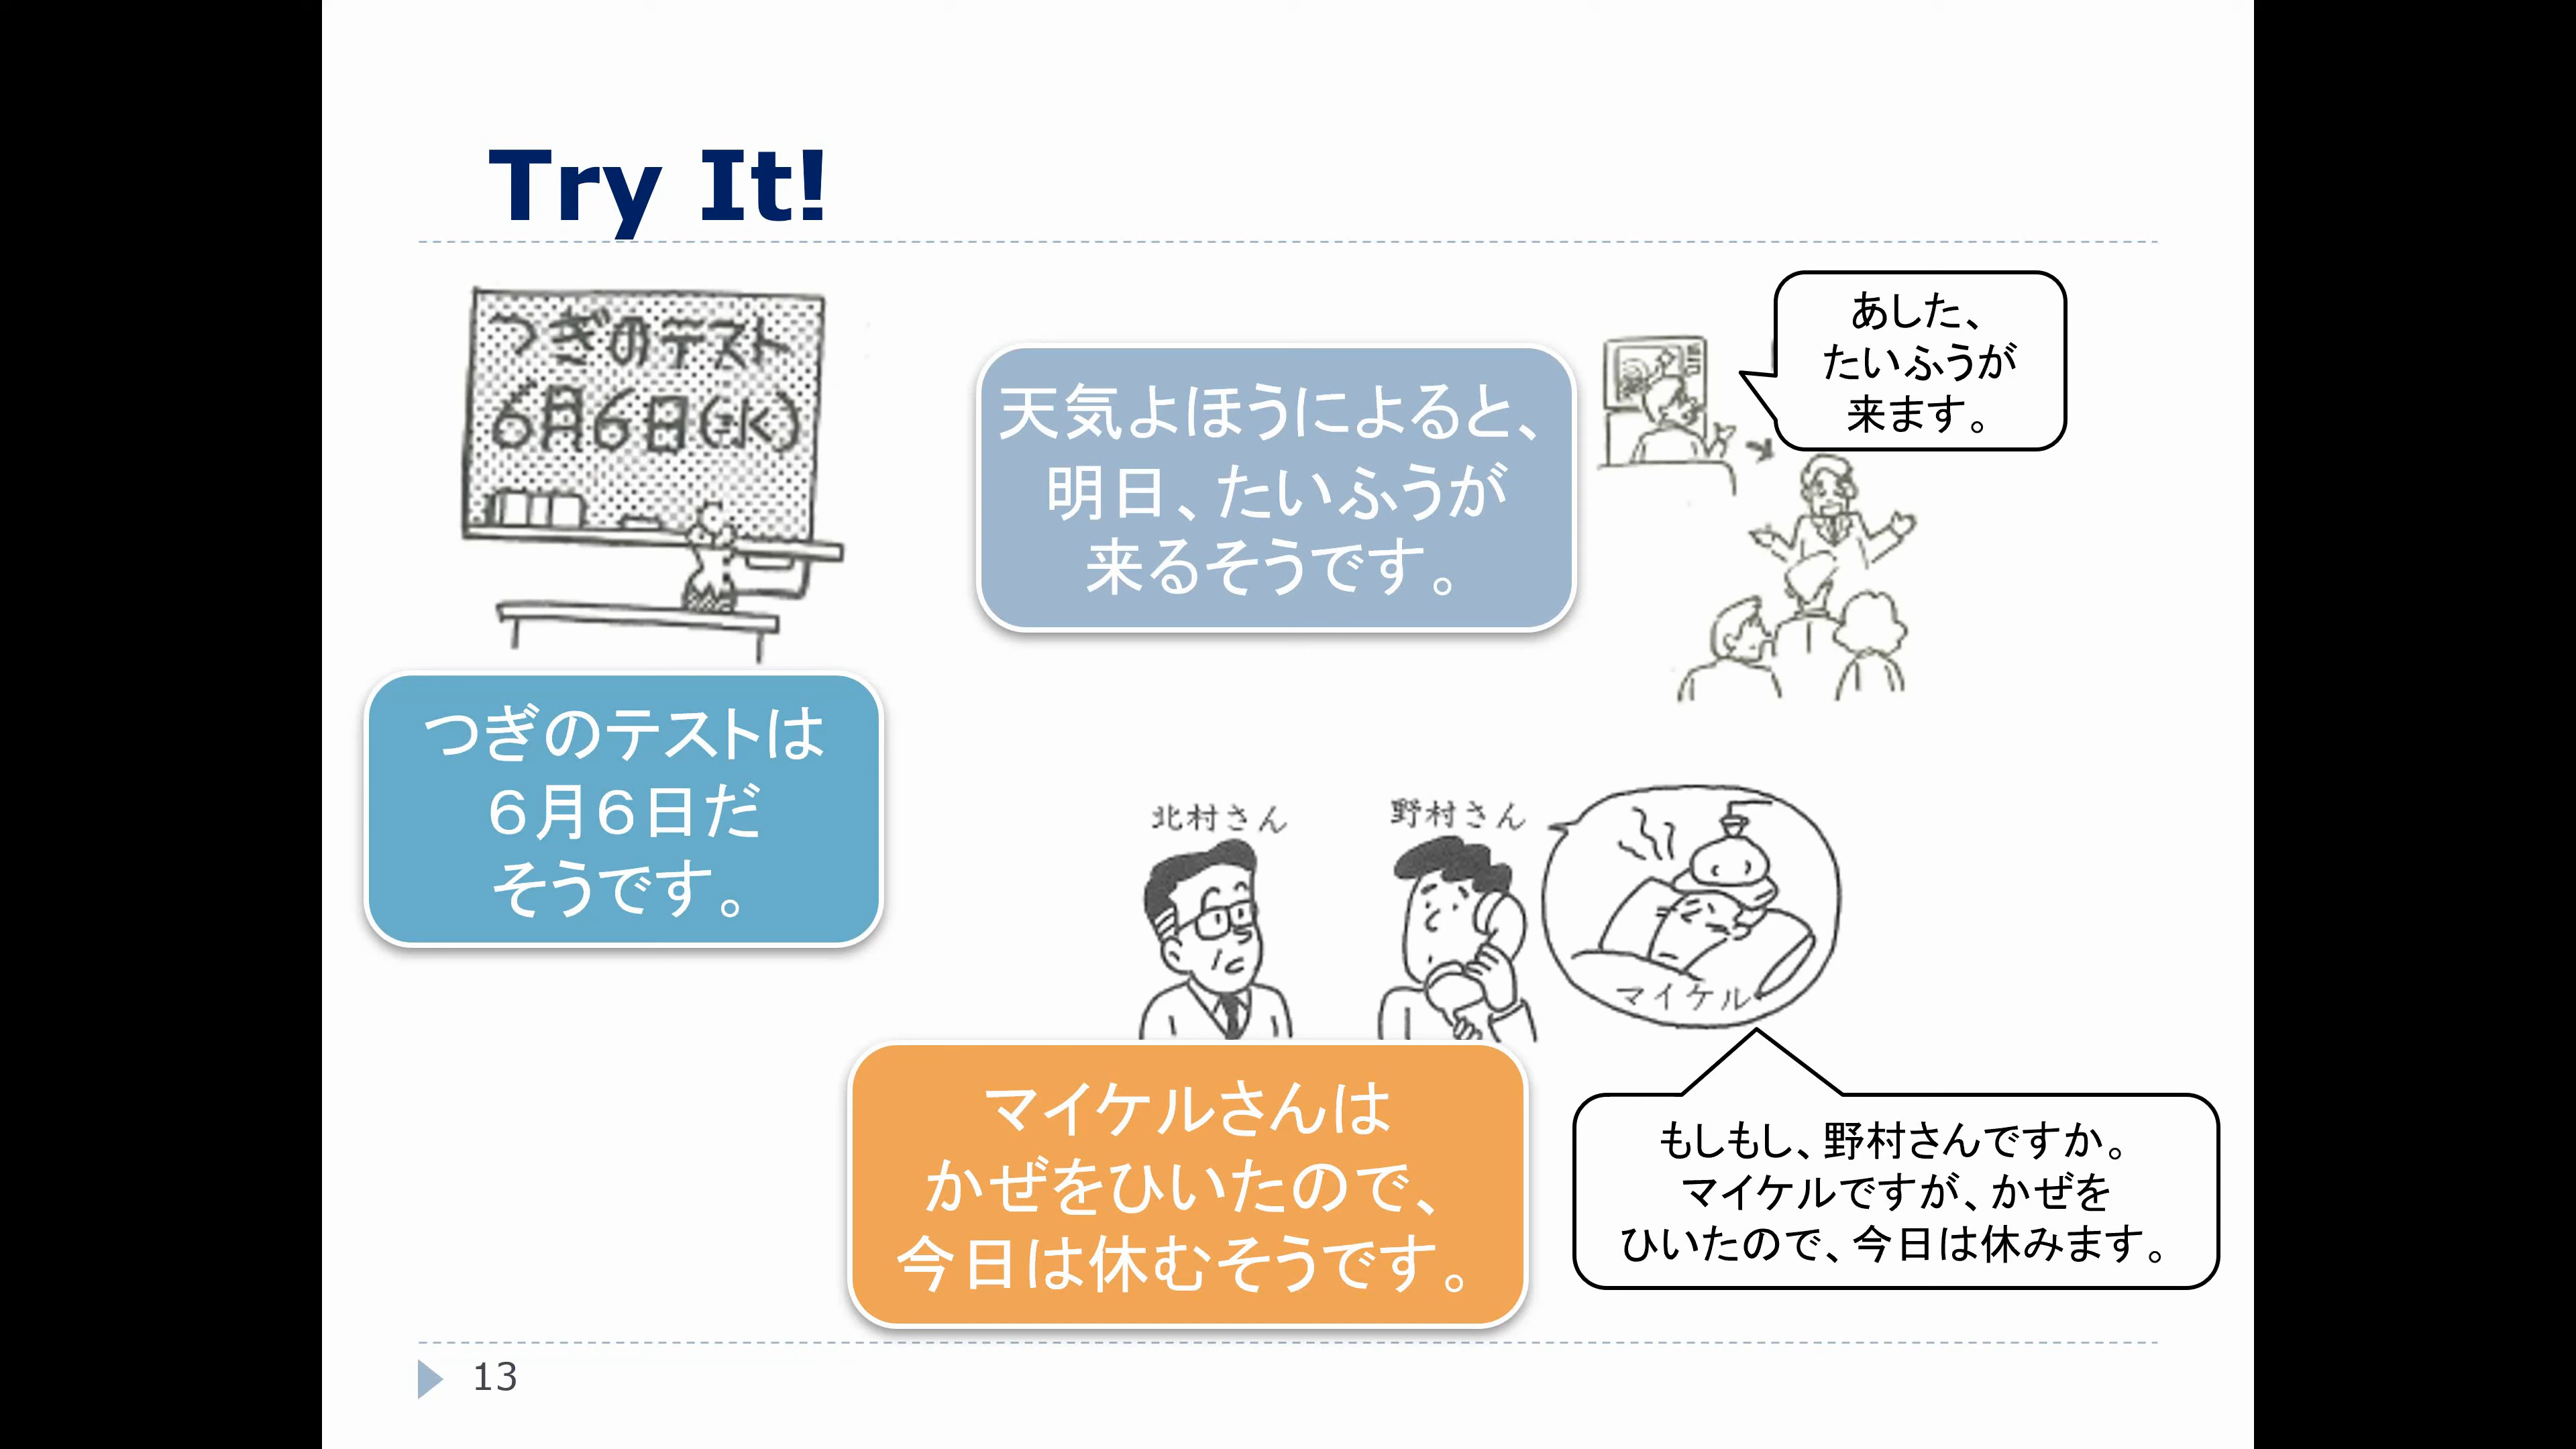 Try It!
つぎのテスト
6月6日(水)
つぎのテストは
６月６日だ
そうです。
天気よほうによると、
明日、たいふうが
来るそうです。
あした、
たいふうが
来ます。
北村さん
野村さん
マイケル
マイケルさんは
かぜをひいたので、
今日は休むそうです。
もしもし、野村さんですか。
マイケルですが、かぜを
ひいたので、今日は休みます。
13